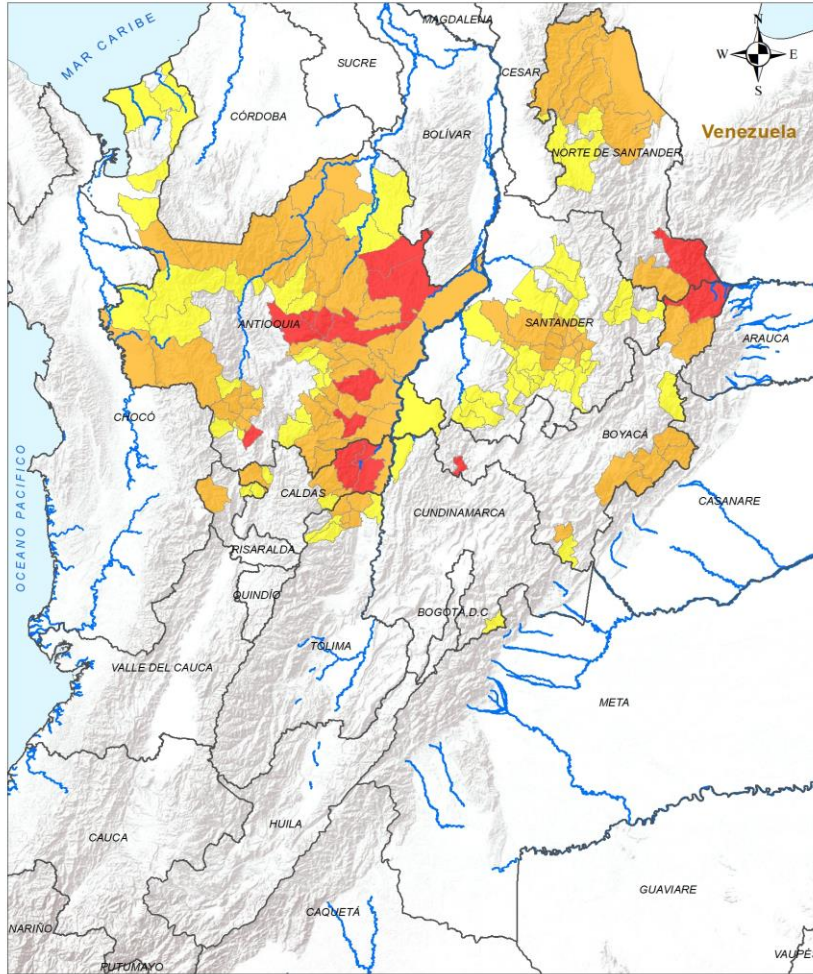 MAGDALENA
N
MAR CARIBE
SUCRE
CESAR
W
E
S
CÓRDOBA
BOLÍVAR
Venezuela
NORTE DE SANTANDER
ANTIOQUIA
SANTANDER
ARAUCA
CHOCÓ
BOYACÁ
OCEANO PACIFICO
CALDAS
CASANARE
CUNDINAMARCA
RISARALDA
QUINDÍO
BOGOTÁ, D.C
TOLIMA
VALLE DEL CAUCA
META
HUILA
CAUCA
GUAVIARE
CAQUETÁ
NARIÑO
VAUPÉS
PUTUMAYO